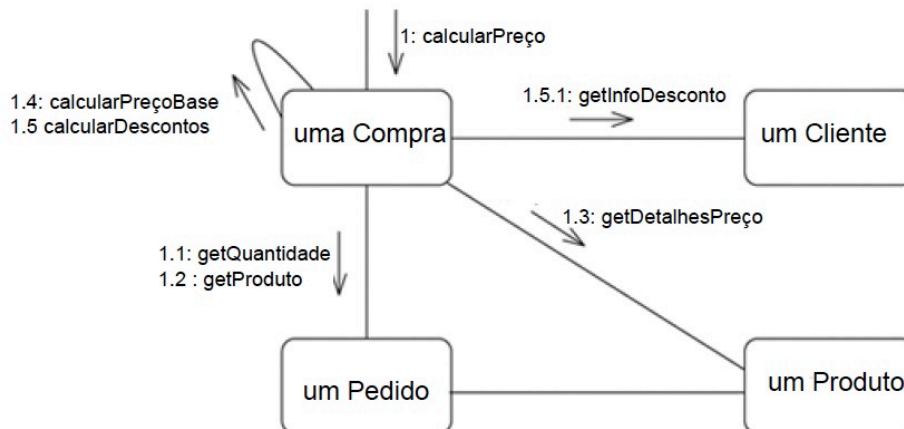 1: calcularPreço
1.4: calcularPreçoBase
1.5 calcularDescontos
1.5.1: getInfoDesconto
uma Compra
um Cliente
1.3: getDetalhesPreço
1.1: getQuantidade
1.2 : getProduto
um Pedido
um Produto